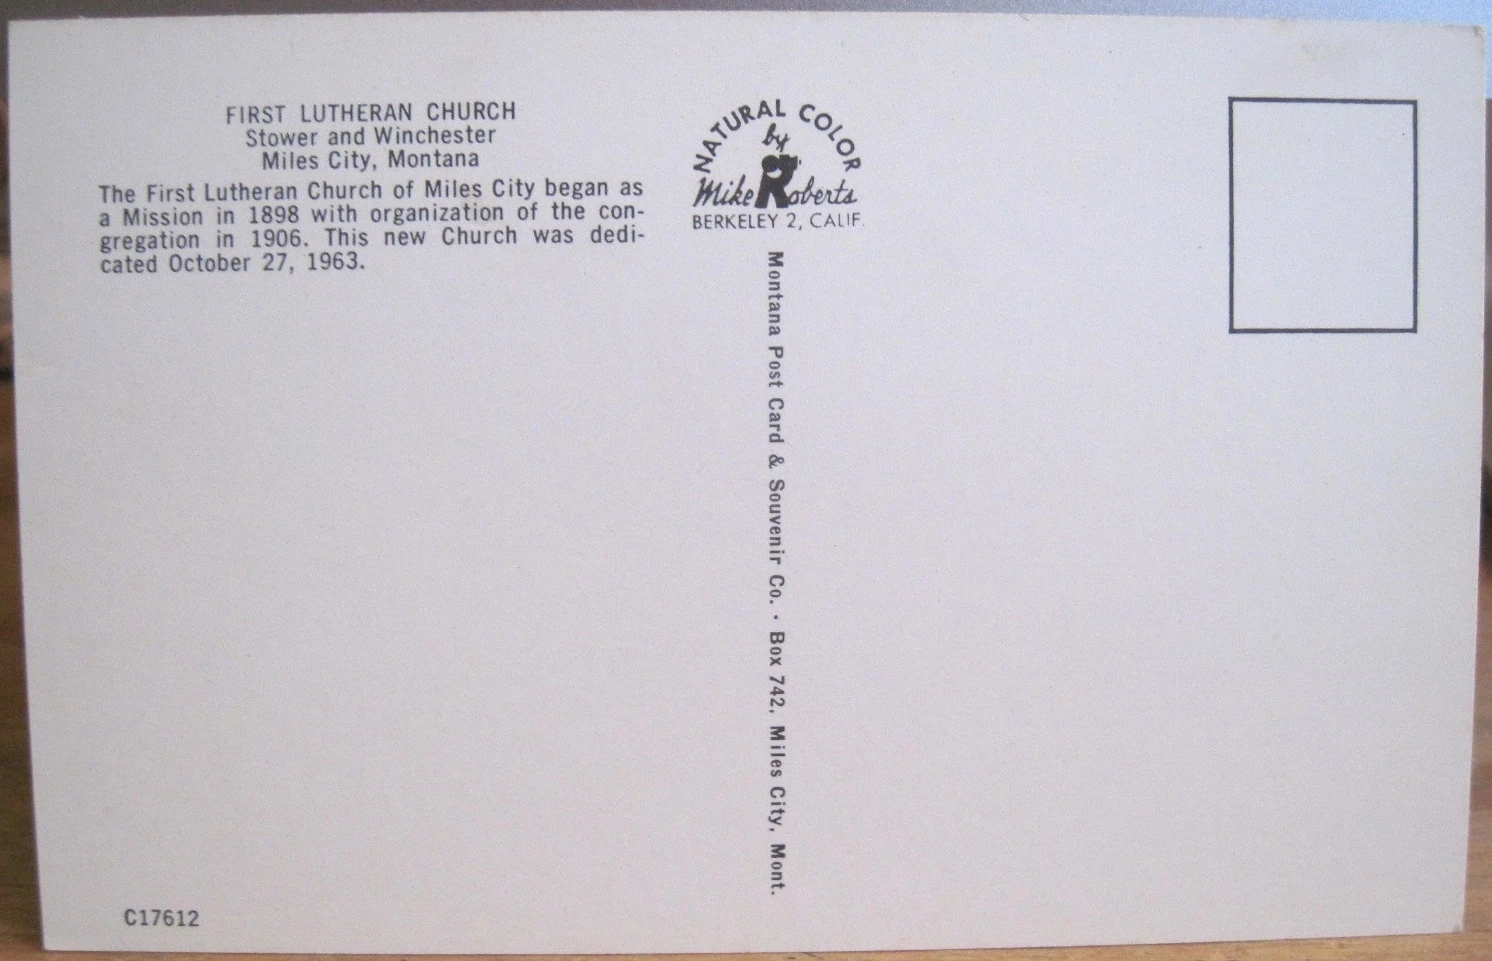 FIRST LUTHERAN CHURCH
Stower and Winchester
Miles City, Montana
The First Lutheran Church of Miles City began as
a Mission in 1898 with organization of the con-
gregation in 1906. This new Church was dedi-
cated October 27, 1963.
NATURAL COLOR
by
Mike Roberts
BERKELEY 2, CALIF.
Montana Post Card & Souvenir Co. • Box 742, Miles City, Mont.
C17612